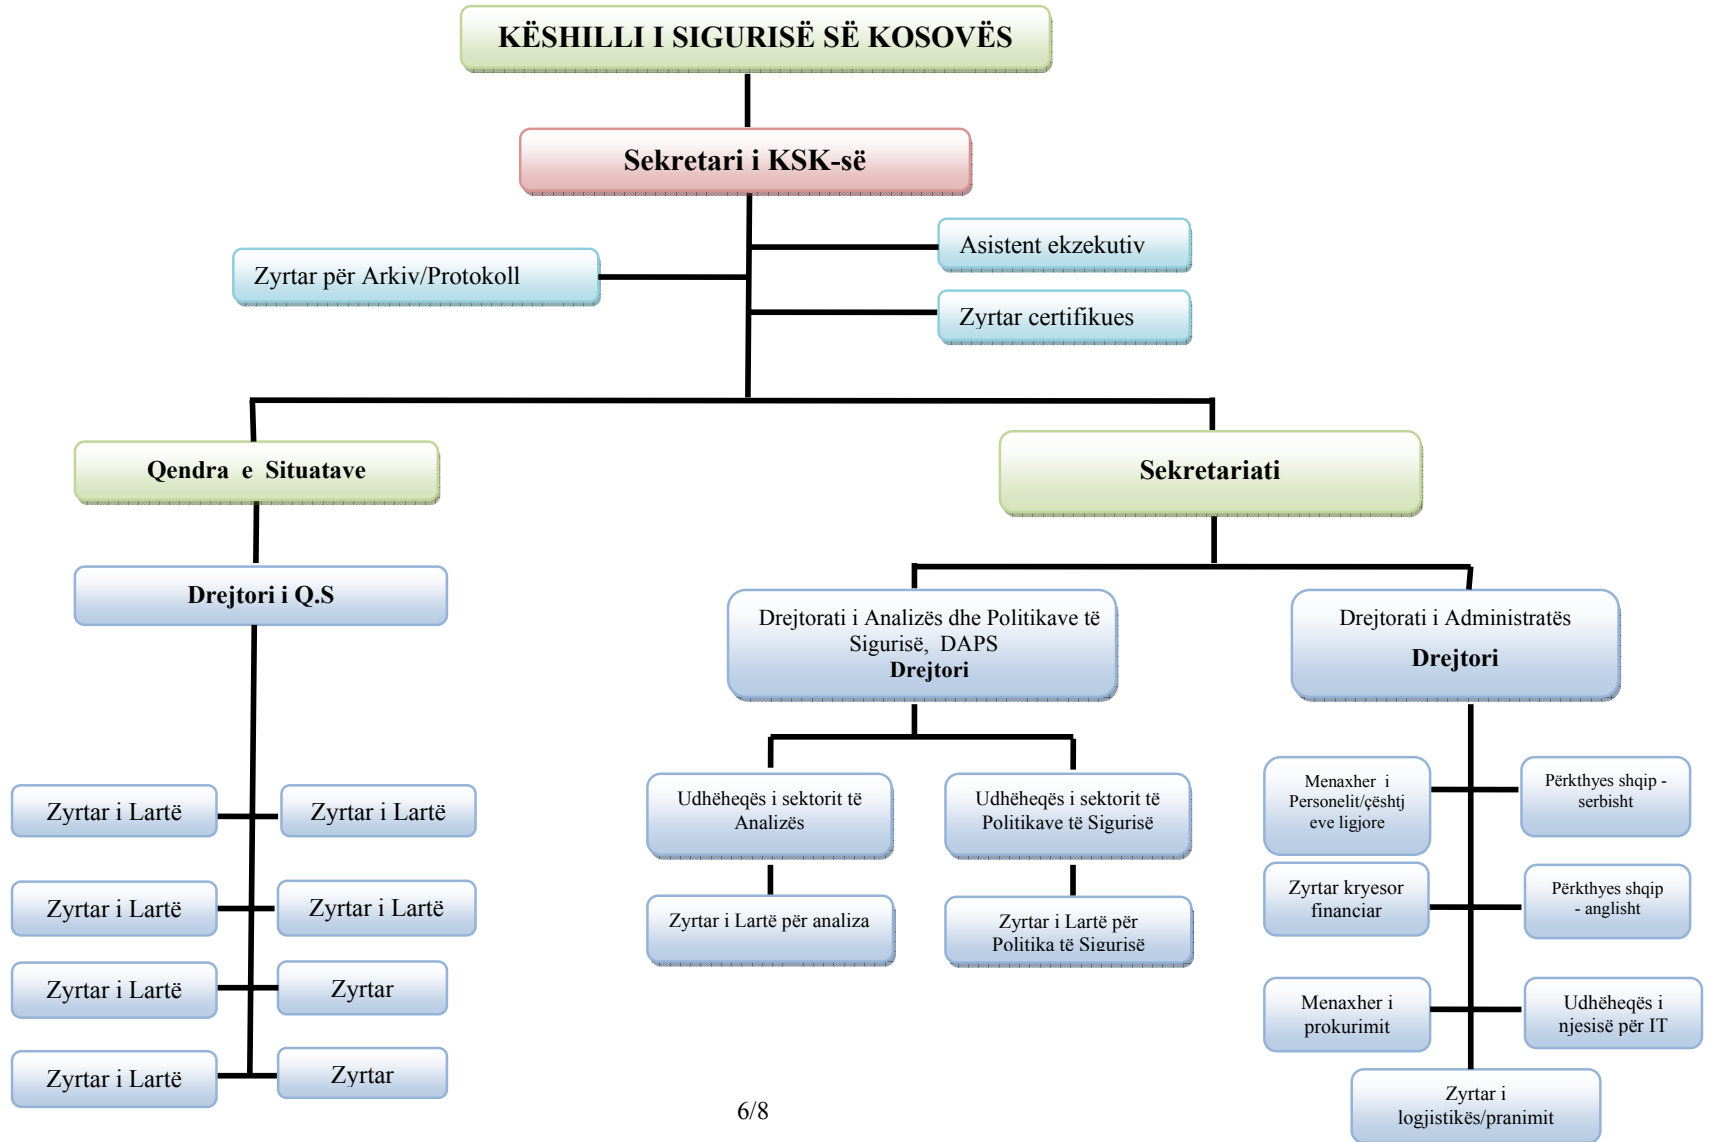 KËSHILLI I SIGURISË SË KOSOVËS
Sekretari i KSK-së
Asistent ekzekutiv
Zyrtar për Arkiv/Protokoll
Zyrtar certifikues
Qendra e Situatave
Sekretariati
Drejtori i Q.S
Drejtorati i Analizës dhe Politikave të
Sigurisë, DAPS
Drejtori
Drejtorati i Administratës
Drejtori
Zyrtar i Lartë
Zyrtar i Lartë
Zyrtar i Lartë
Zyrtar i Lartë
Zyrtar i Lartë
Zyrtar
Zyrtar i Lartë
Zyrtar
Udhëheqës i sektorit të
Analizës
Udhëheqës i sektorit të
Politikave të Sigurisë
Zyrtar i Lartë për analiza
Zyrtar i Lartë për
Politika të Sigurisë
Menaxher i
Personelit/çështj
eve ligjore
Përkthyes shqip -
serbisht
Zyrtar kryesor
financiar
Përkthyes shqip
- anglisht
Menaxher i
prokurimit
Udhëheqës i
njesisë për IT
Zyrtar i
logjistikës/pranimit
6/8